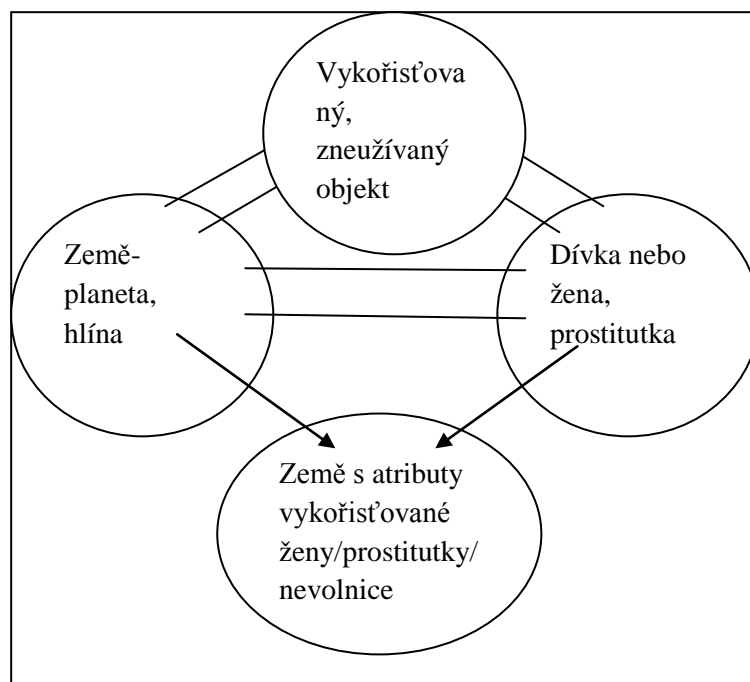 Vykořisťova
ný,
zneužívaný
objekt
Země-
planeta,
hlína
Dívka nebo
žena,
prostitutka
Země s atributy
vykořisťované
ženy/prostitutky/
nevolnice